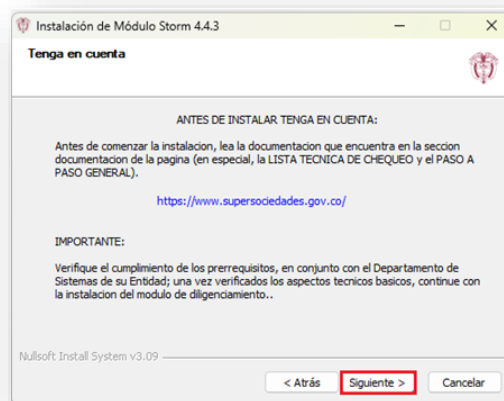 Instalación de Módulo Storm 4.4.3
Tenga en cuenta
ANTES DE INSTALAR TENGA EN CUENTA:
Antes de comenzar la instalacion, lea la documentacion que encuentra en la seccion
documentacion de la pagina (en especial, la LISTA TECNICA DE CHEQUEO y el PASO A
PASO GENERAL).
https://www.supersociedades.gov.co/
IMPORTANTE:
Verifique el cumplimiento de los prerrequisitos, en conjunto con el Departamento de
Sistemas de su Entidad; una vez verificados los aspectos tecnicos basicos, continue con
la instalacion del modulo de diligenciamiento..
Nullsoft Install System v3.09
< Atrás Siguiente > Cancelar